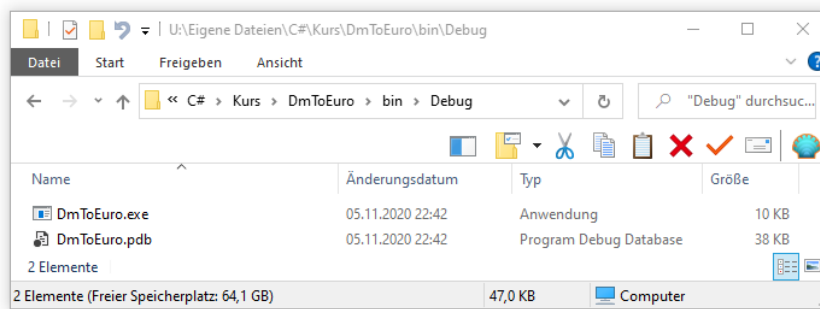 U:\Eigene Dateien\C#\Kurs\DmToEuro\bin\Debug
Datei Start Freigeben Ansicht ?
« C# › Kurs › DmToEuro › bin › Debug "Debug" durchsuc...
Name Änderungsdatum Typ Größe
DmToEuro.exe 05.11.2020 22:42 Anwendung 10 KB
DmToEuro.pdb 05.11.2020 22:42 Program Debug Database 38 KB
2 Elemente
2 Elemente (Freier Speicherplatz: 64,1 GB) 47,0 KB Computer